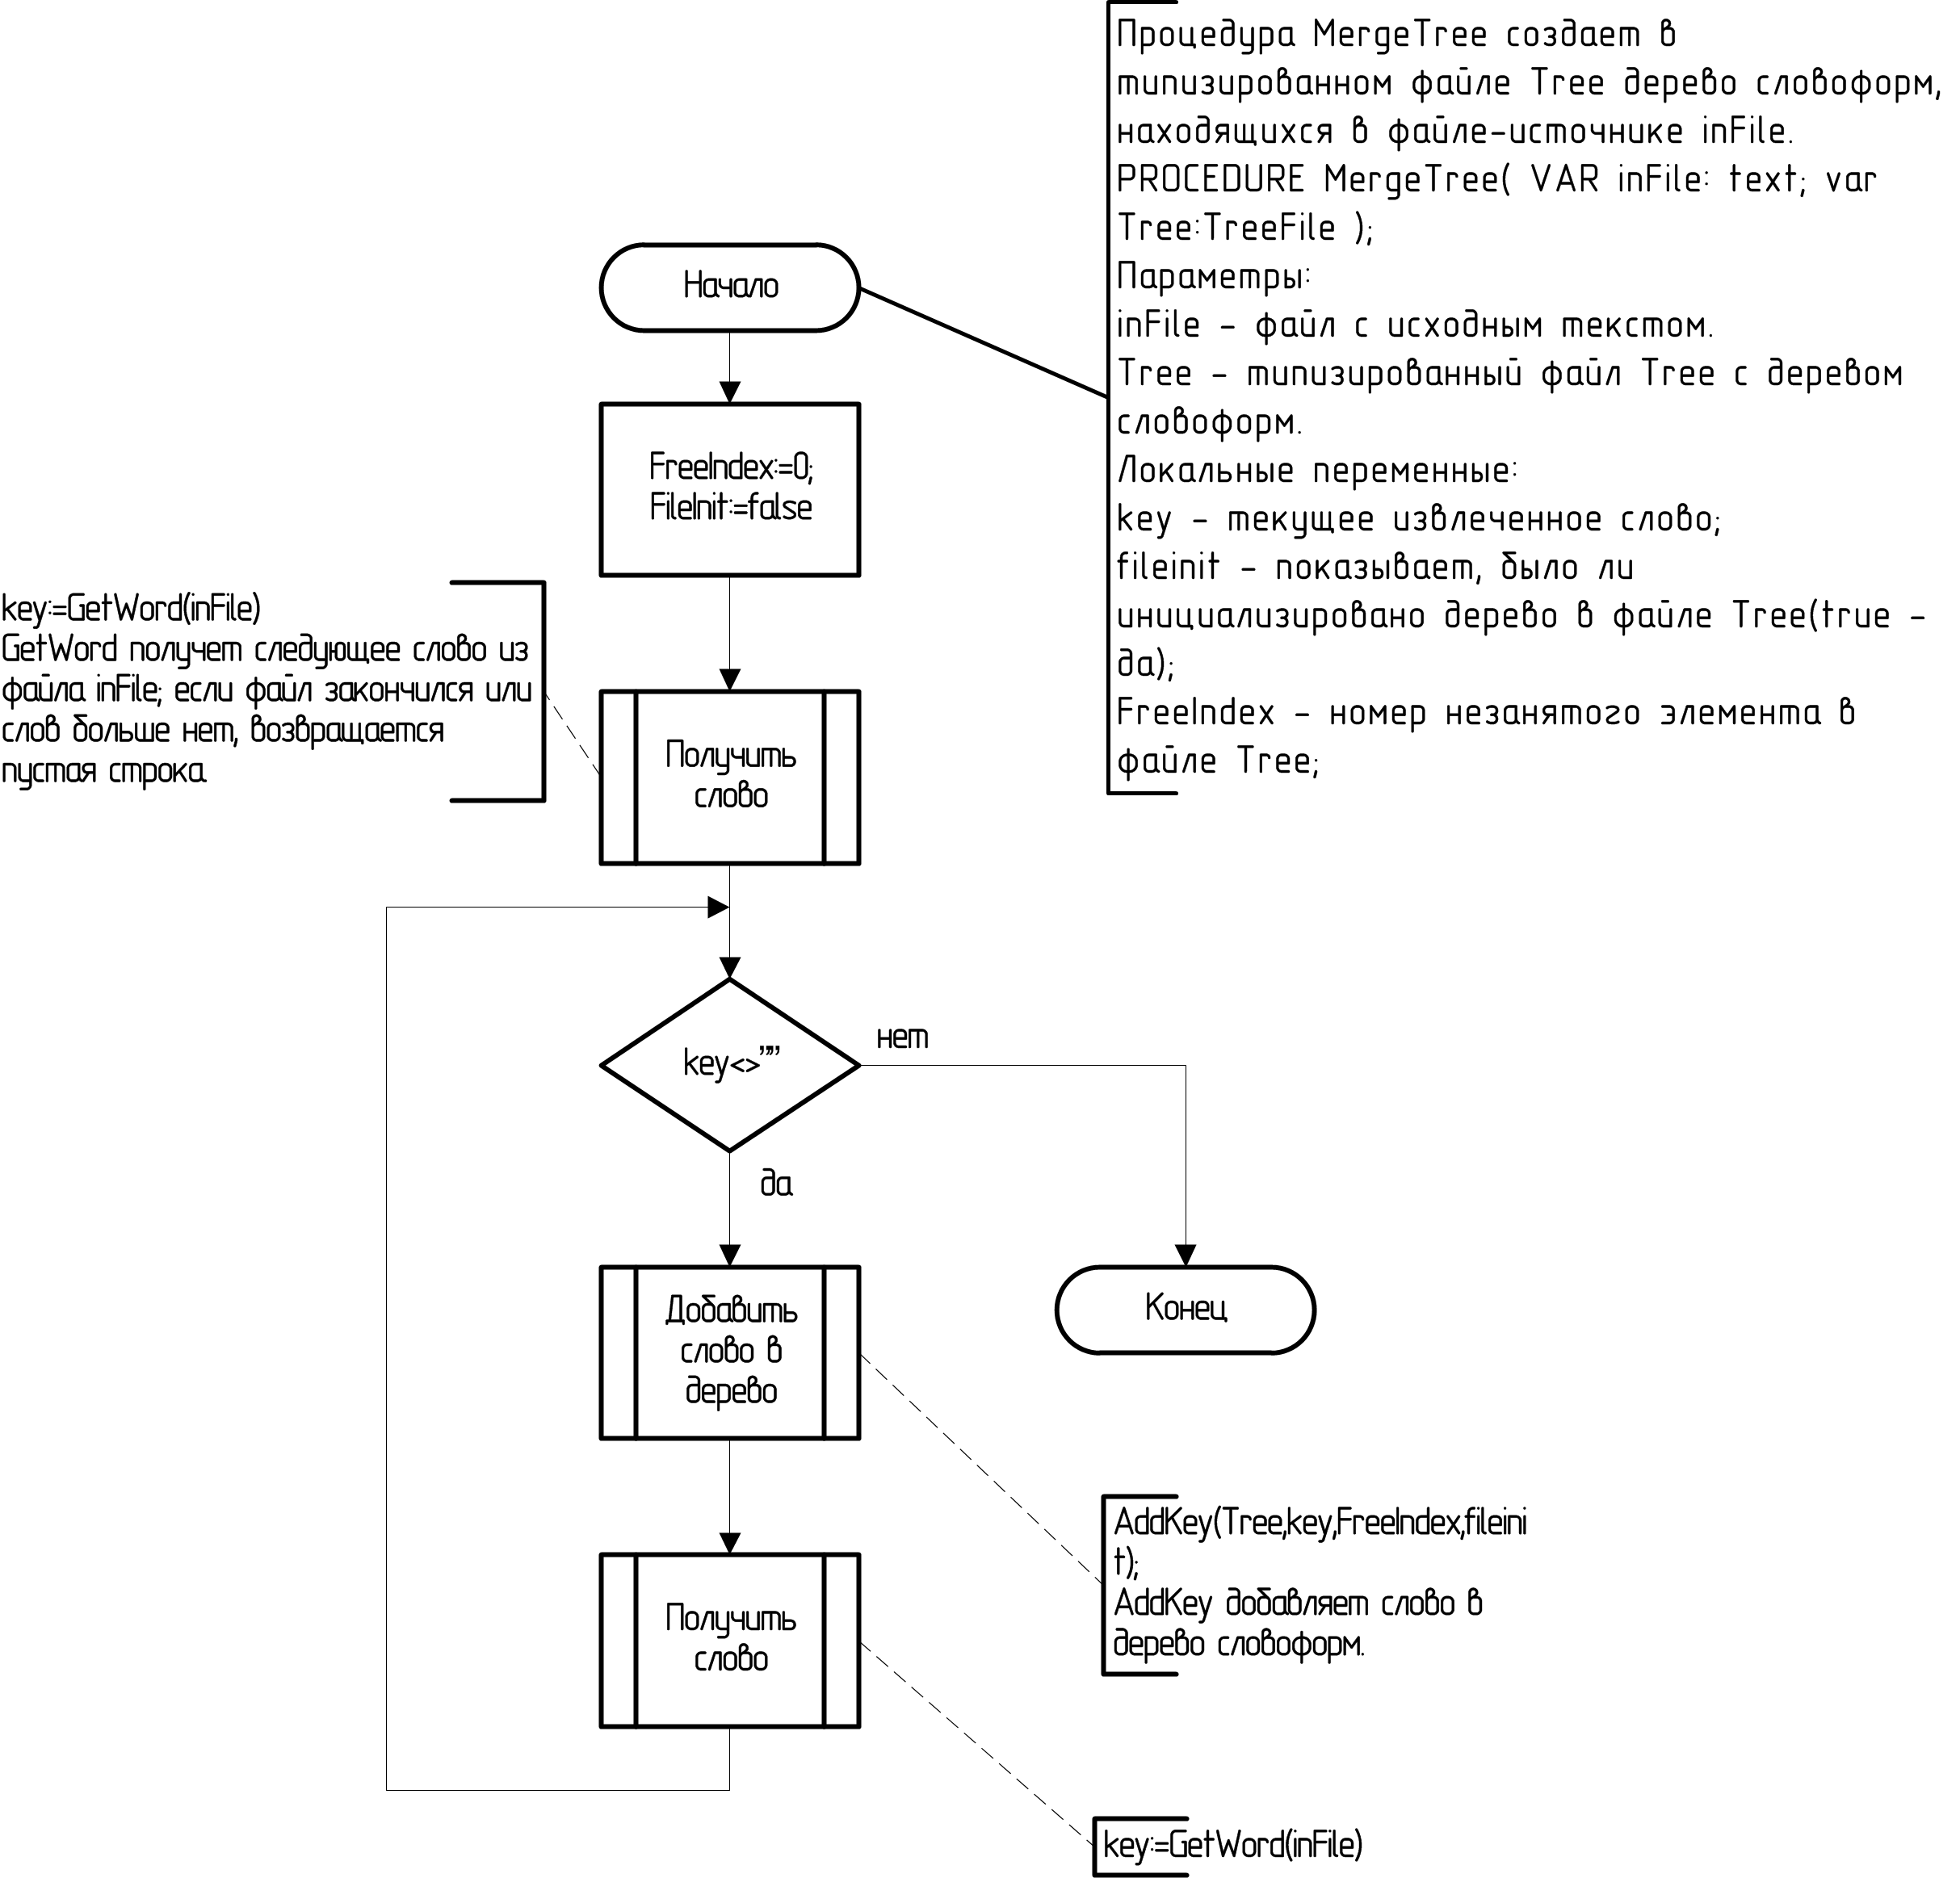 Процедура MergeTree создает в
типизированном файле Tree дерево словоформ,
находящихся в файле-источнике inFile.
PROCEDURE MergeTree( VAR inFile: text; var
Tree:TreeFile );
Параметры:
inFile - файл с исходным текстом.
Tree - типизированный файл Tree с деревом
словоформ.
Локальные переменные:
key - текущее извлеченное слово;
fileinit - показывает, было ли
инициализировано дерево в файле Tree(true -
да);
FreeIndex - номер незанятого элемента в
файле Tree;
Начало
FreeIndex:=0;
FileInit:=false
key:=GetWord(inFile)
GetWord получет следующее слово из
файла inFile; если файл закончился или
слов больше нет, возвращается
пустая строка
Получить
слово
key<>””
нет
да
Добавить
слово в
дерево
Конец
AddKey(Tree,key,FreeIndex,fileini
t);
AddKey добавляет слово в
дерево словоформ.
Получить
слово
key:=GetWord(inFile)